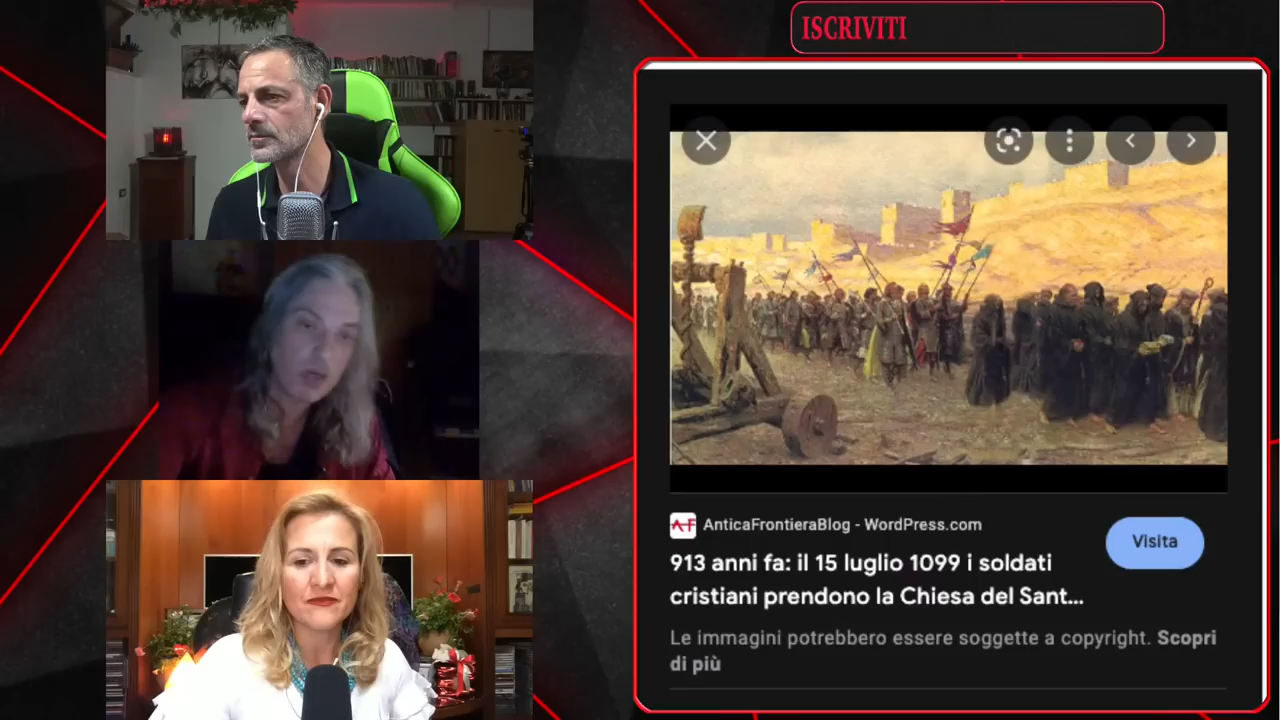 ISCRIVITI
AnticaFrontieraBlog - WordPress.com
Visita
913 anni fa: il 15 luglio 1099 i soldati
cristiani prendono la Chiesa del Sant...
Le immagini potrebbero essere soggette a copyright. Scopri
di più